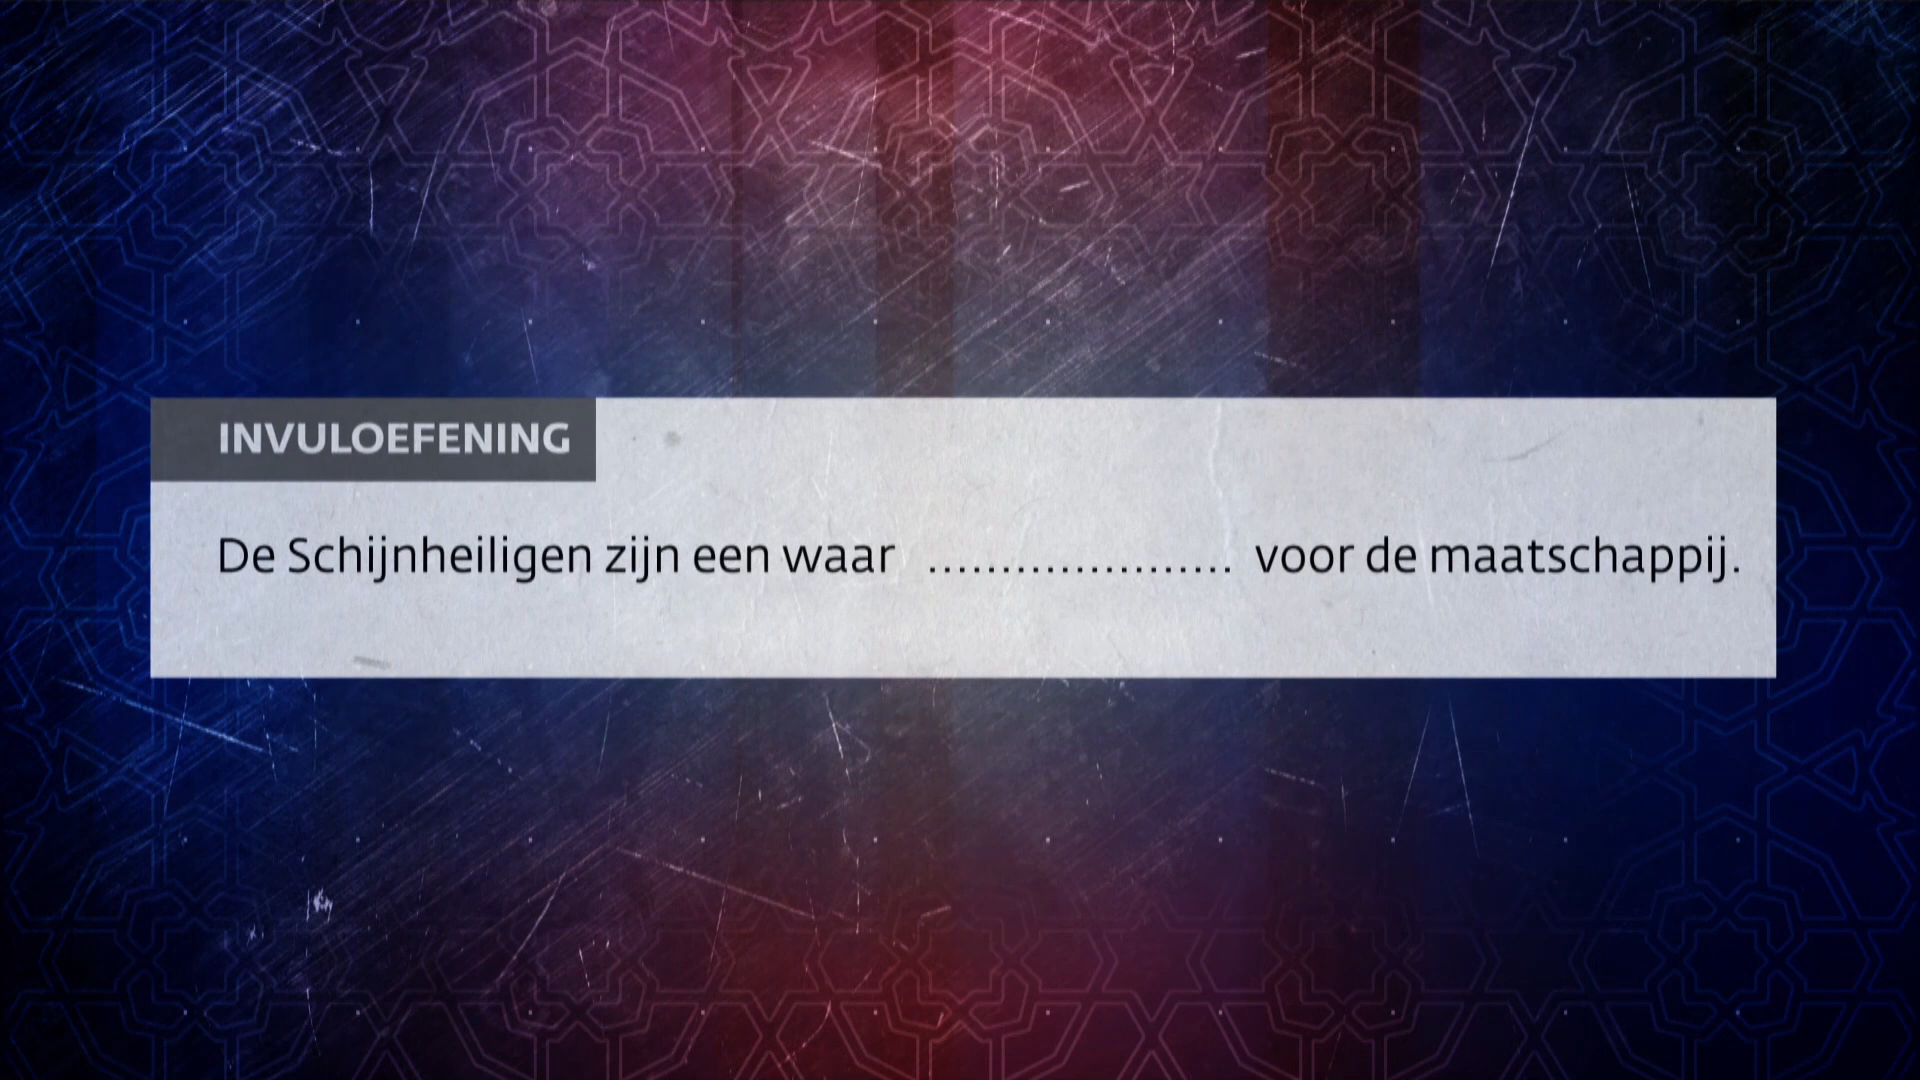 INVULOEFENING
De Schijnheiligen zijn een waar ..................... voor de maatschappij.